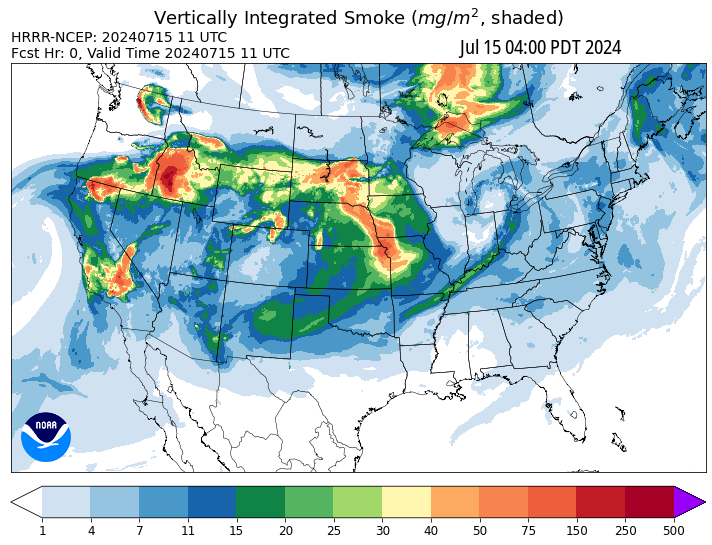 Vertically Integrated Smoke (mg/m², shaded)
HRRR-NCEP: 20240715 11 UTC
Fcst Hr: 0, Valid Time 20240715 11 UTC
Jul 15 04:00 PDT 2024
NOAA
1 4 7 11 15 20 25 30 40 50 75 150 250 500